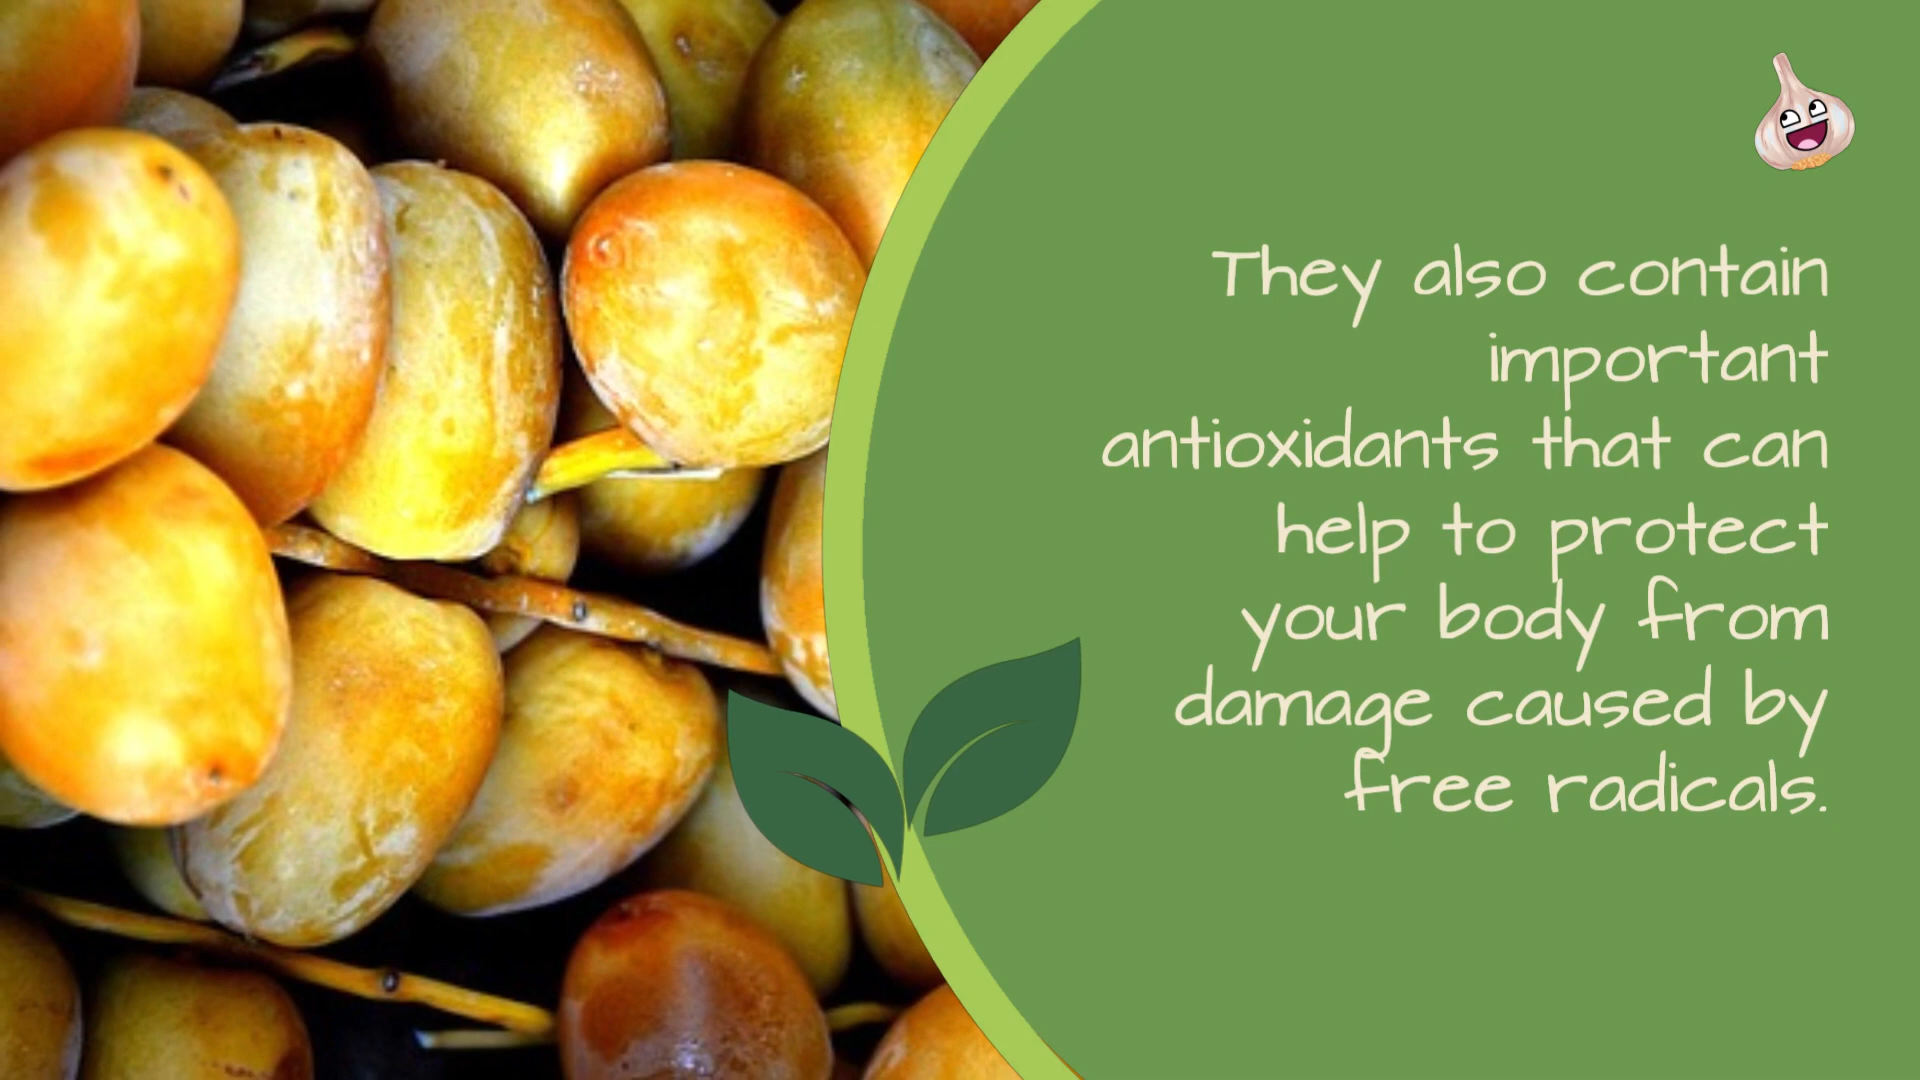 They also contain
important
antioxidants that can
help to protect
your body from
damage caused by
free radicals.